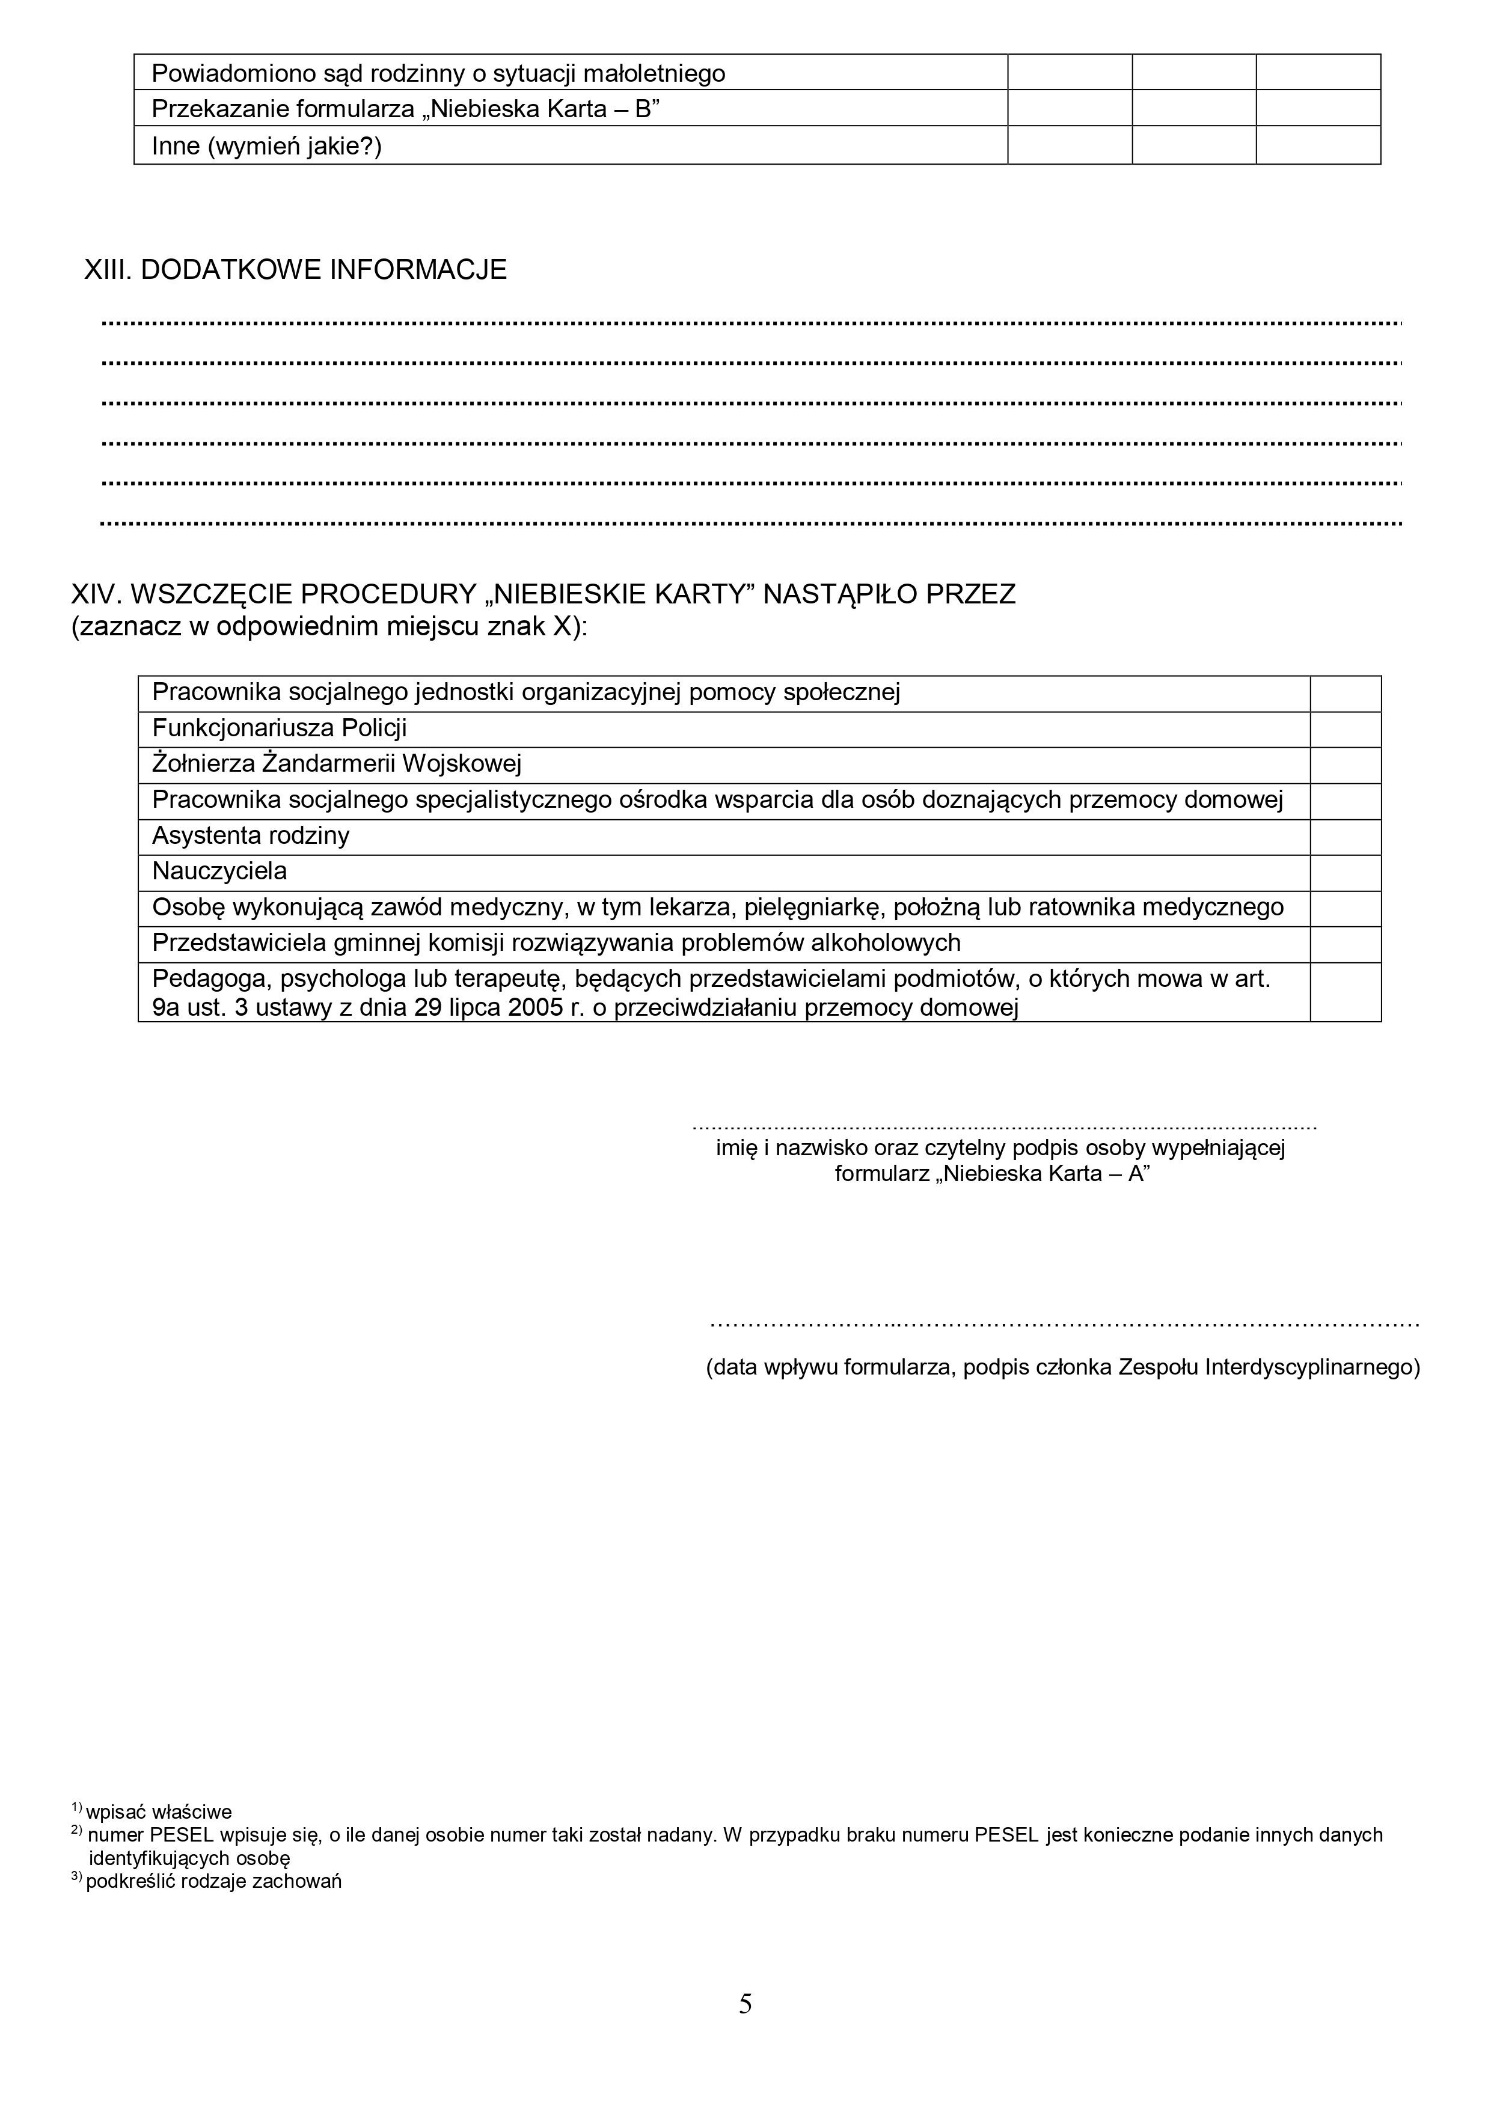 Powiadomiono sąd rodzinny o sytuacji małoletniego
Przekazanie formularza „Niebieska Karta – B”
Inne (wymień jakie?)
XIII. DODATKOWE INFORMACJE
XIV. WSZCZĘCIE PROCEDURY „NIEBIESKIE KARTY” NASTĄPIŁO PRZEZ
(zaznacz w odpowiednim miejscu znak X):
Pracownika socjalnego jednostki organizacyjnej pomocy społecznej
Funkcjonariusza Policji
Żołnierza Żandarmerii Wojskowej
Pracownika socjalnego specjalistycznego ośrodka wsparcia dla osób doznających przemocy domowej
Asystenta rodziny
Nauczyciela
Osobę wykonującą zawód medyczny, w tym lekarza, pielęgniarkę, położną lub ratownika medycznego
Przedstawiciela gminnej komisji rozwiązywania problemów alkoholowych
Pedagoga, psychologa lub terapeutę, będących przedstawicielami podmiotów, o których mowa w art.
9a ust. 3 ustawy z dnia 29 lipca 2005 r. o przeciwdziałaniu przemocy domowej
imię i nazwisko oraz czytelny podpis osoby wypełniającej
formularz „Niebieska Karta – A”
(data wpływu formularza, podpis członka Zespołu Interdyscyplinarnego)
1) wpisać właściwe
2) numer PESEL wpisuje się, o ile danej osobie numer taki został nadany. W przypadku braku numeru PESEL jest konieczne podanie innych danych
identyfikujących osobę
3) podkreślić rodzaje zachowań
5